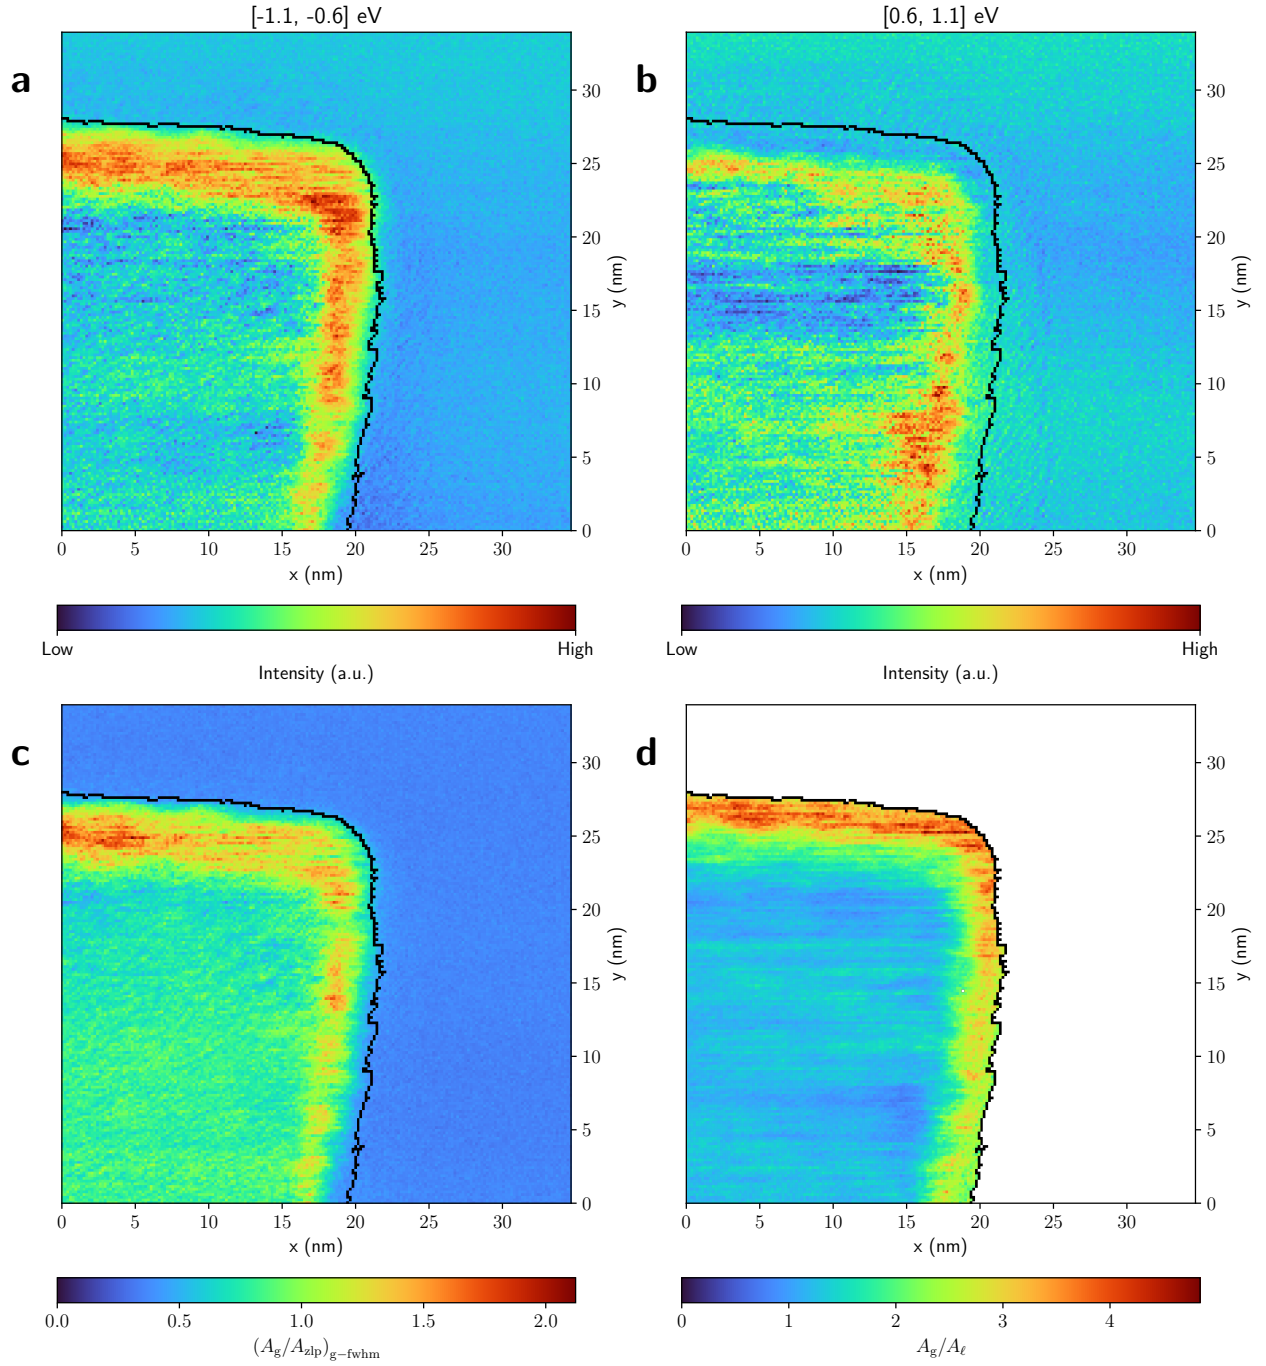 [-1.1, -0.6] eV
[0.6, 1.1] eV
a
b
30
25
20
15
10
5
0
y (nm)
0 5 10 15 20 25 30
x (nm)
30
25
20
15
10
5
0
y (nm)
0 5 10 15 20 25 30
x (nm)
Low High
Intensity (a.u.)
Low High
Intensity (a.u.)
c
d
30
25
20
15
10
5
0
y (nm)
0 5 10 15 20 25 30
x (nm)
30
25
20
15
10
5
0
y (nm)
0 5 10 15 20 25 30
x (nm)
0.0 0.5 1.0 1.5 2.0
(A_g/A_zlp)_g−fwhm
0 1 2 3 4
A_g/A_ℓ